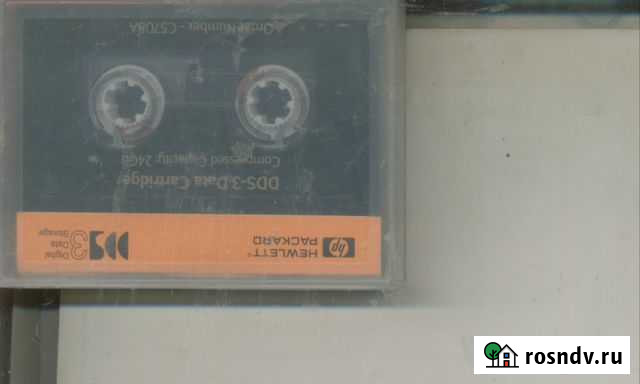 HEWLETT®
PACKARD
hp
DDS
3
Digital
Data
Storage
DDS-3 Data Cartridge
Compressed Capacity: 24GB
Order Number - C5708A
rosndv.ru